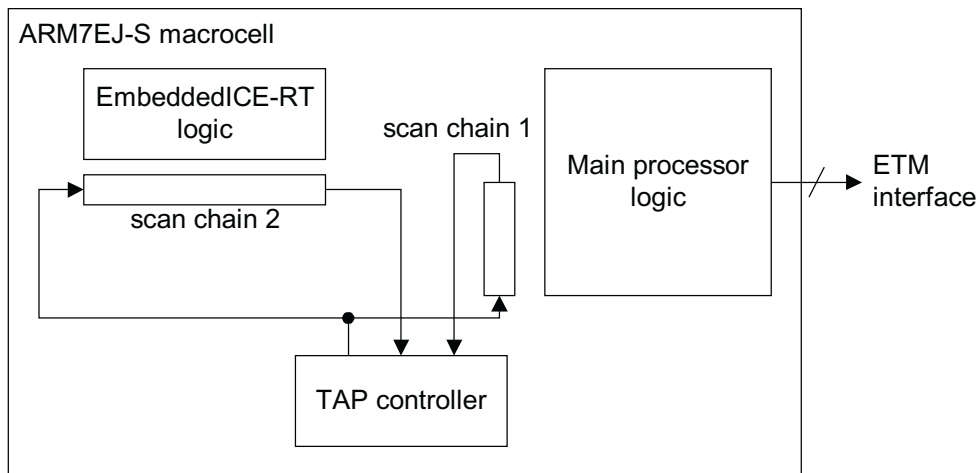 ARM7EJ-S macrocell
EmbeddedICE-RT
logic
scan chain 1
Main processor
logic
ETM
interface
scan chain 2
TAP controller